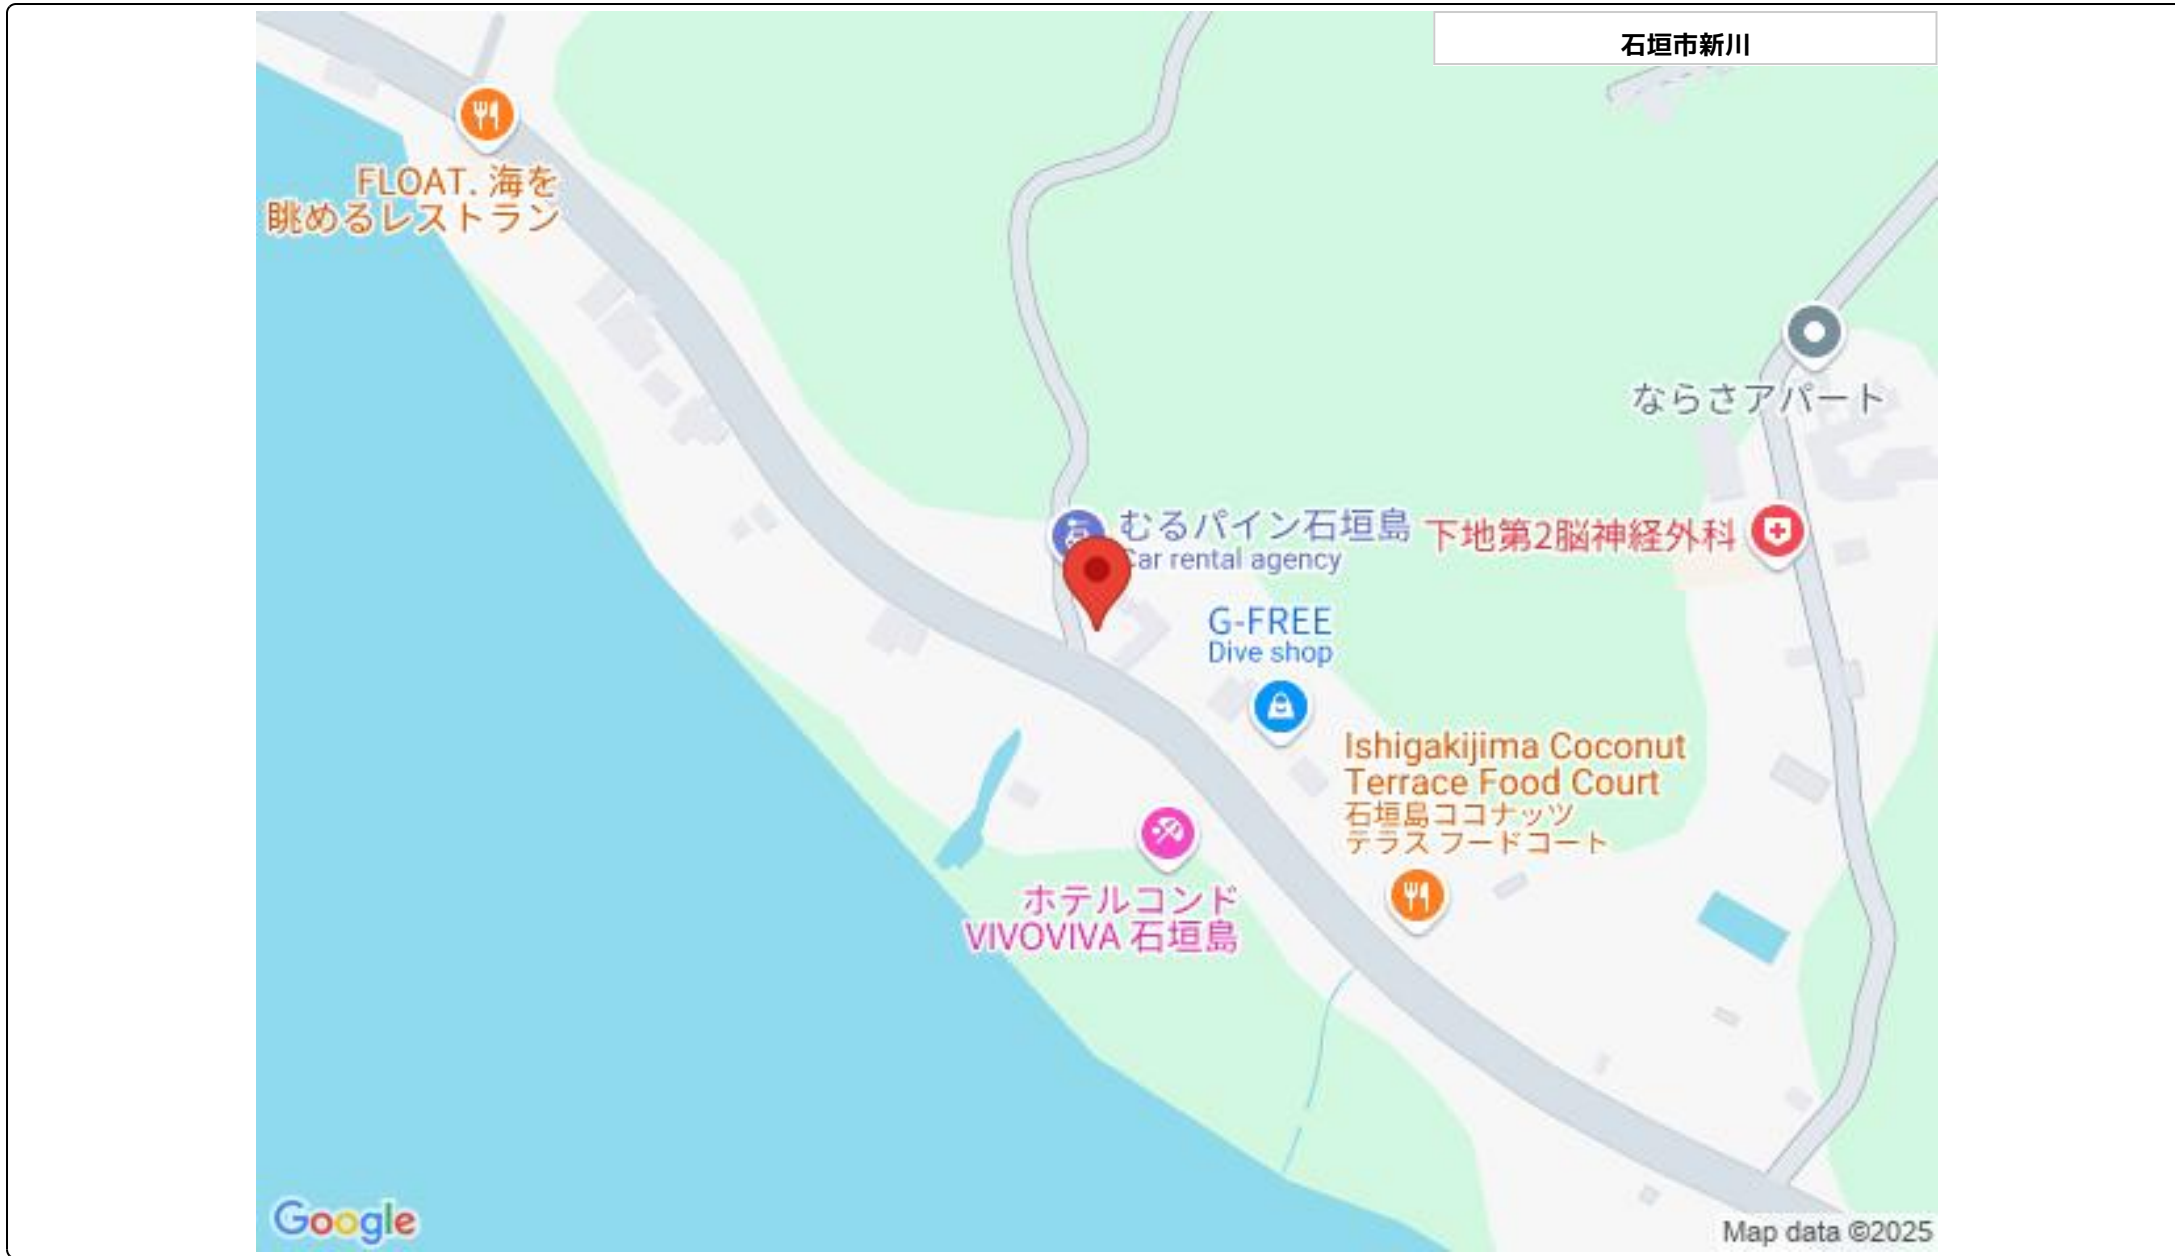 石垣市新川
FLOAT. 海を
眺めるレストラン
ならさアパート
むるパイン石垣島
Car rental agency
下地第2脳神経外科
G-FREE
Dive shop
Ishigakijima Coconut
Terrace Food Court
石垣島ココナッツ
テラス フードコート
ホテルコンド
VIVOVIVA 石垣島
Google
Map data ©2025